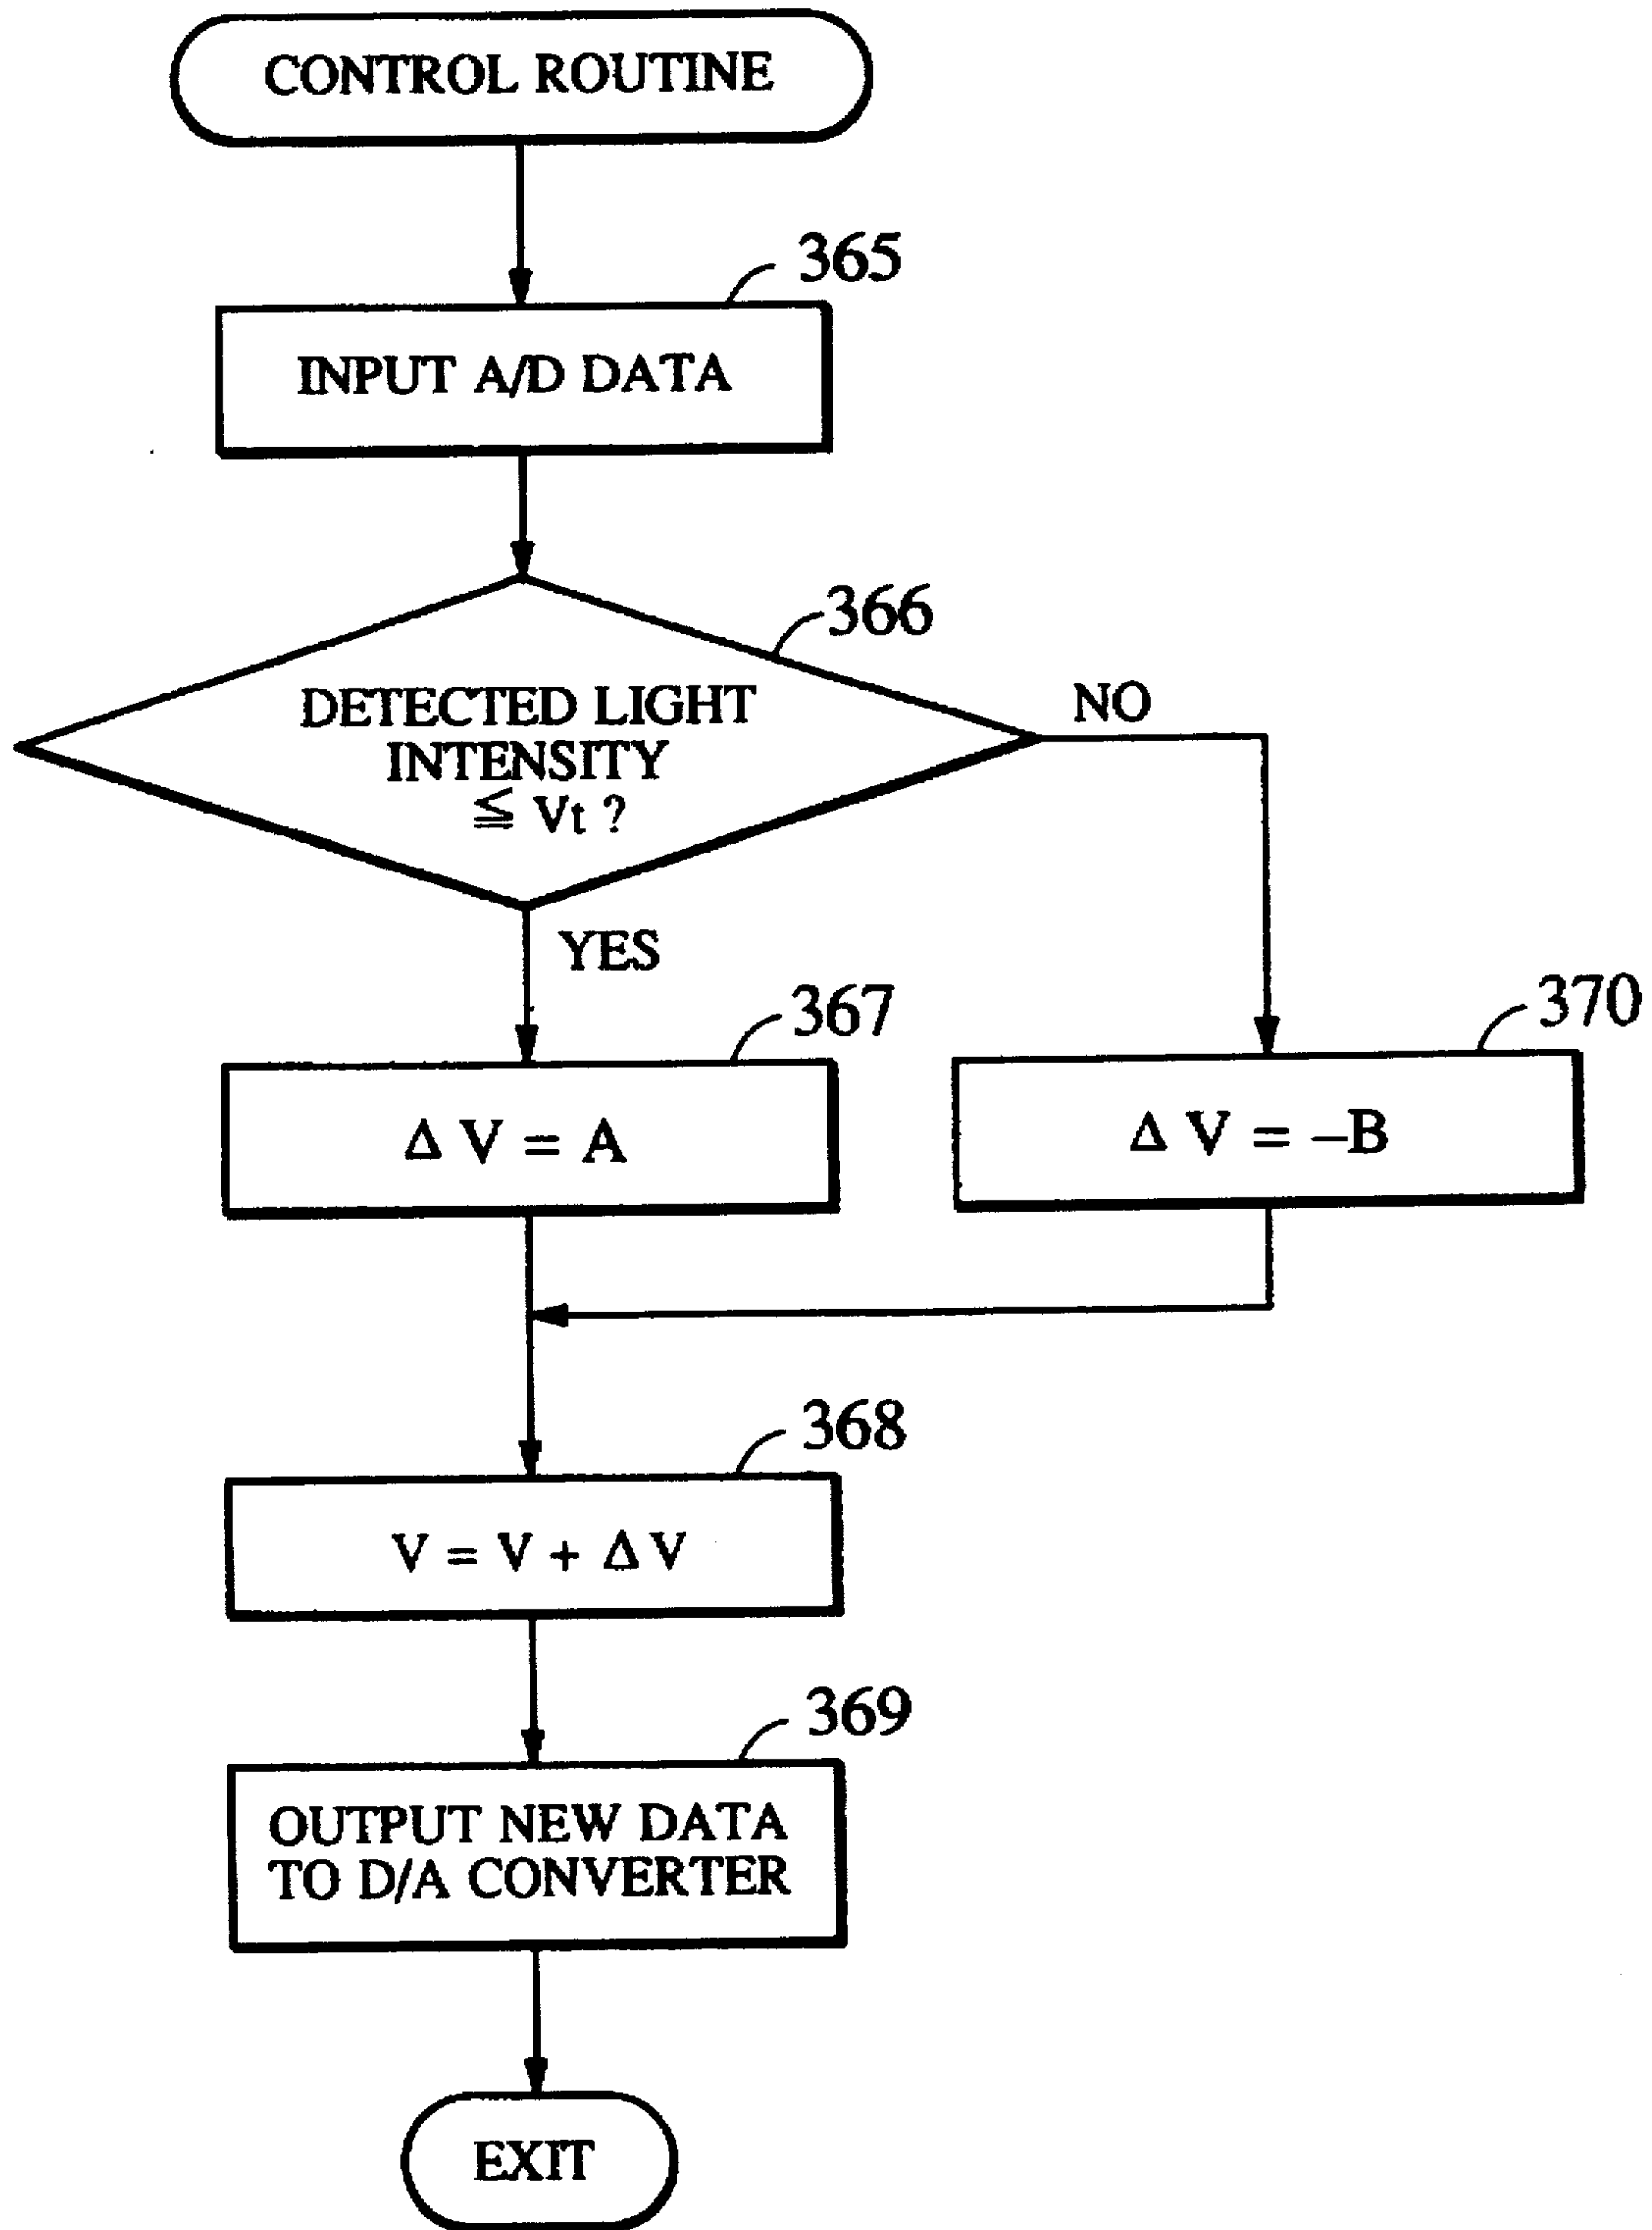 CONTROL ROUTINE
365
INPUT A/D DATA
366
DETECTED LIGHT
INTENSITY
≦ Vt ?
NO
YES
367
Δ V = A
370
Δ V = –B
368
V = V + Δ V
369
OUTPUT NEW DATA
TO D/A CONVERTER
EXIT